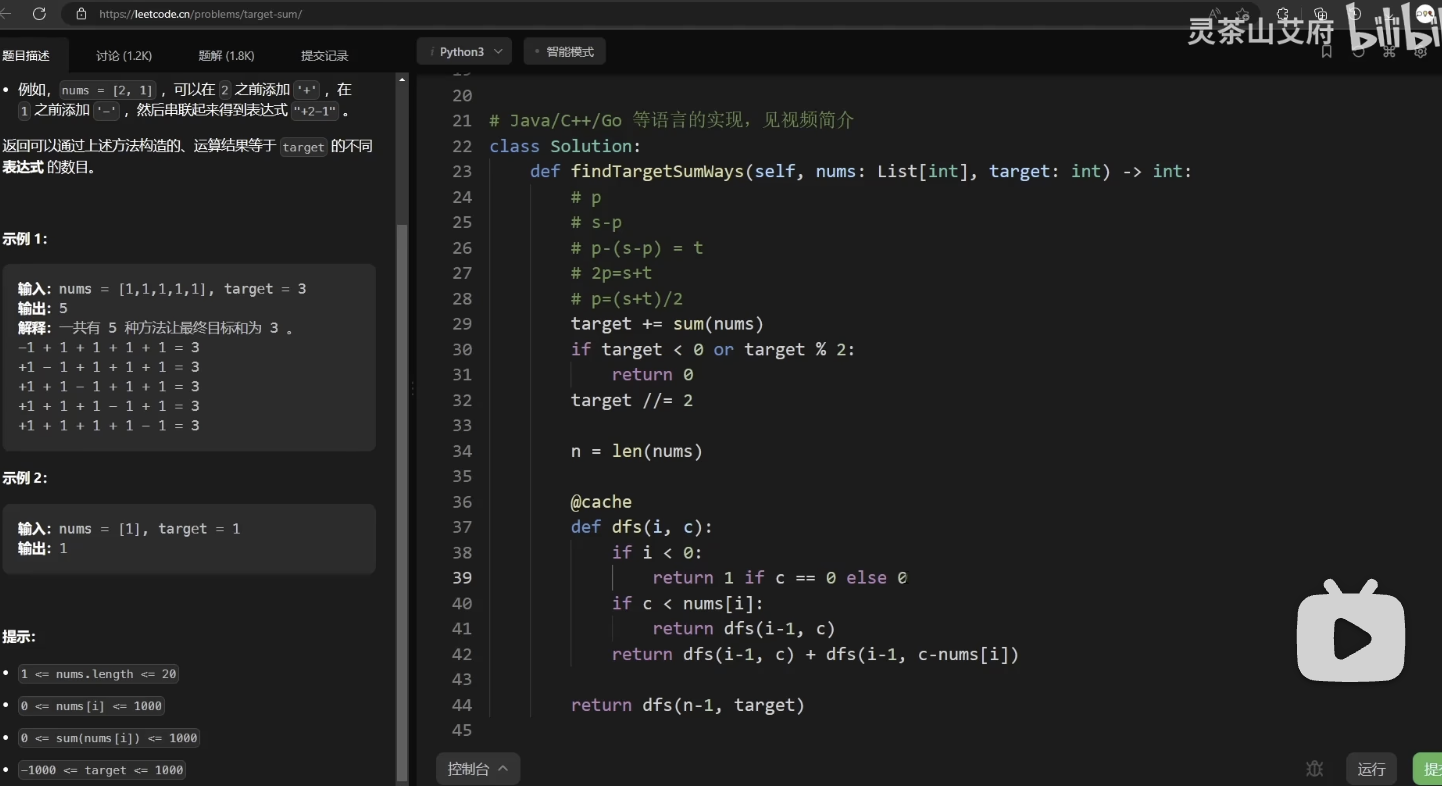 https://leetcode.cn/problems/target-sum/
灵茶山艾府 bilibili
题目描述 讨论 (1.2K) 题解 (1.8K) 提交记录
i Python3 智能模式
例如，nums = [2, 1] ，可以在 2 之前添加 '+' ，在
1 之前添加 '-' ，然后串联起来得到表达式 "+2-1" 。
返回可以通过上述方法构造的、运算结果等于 target 的不同
表达式 的数目。
示例 1：
输入：nums = [1,1,1,1,1], target = 3
输出：5
解释：一共有 5 种方法让最终目标和为 3 。
-1 + 1 + 1 + 1 + 1 = 3
+1 - 1 + 1 + 1 + 1 = 3
+1 + 1 - 1 + 1 + 1 = 3
+1 + 1 + 1 - 1 + 1 = 3
+1 + 1 + 1 + 1 - 1 = 3
示例 2：
输入：nums = [1], target = 1
输出：1
提示：
1 <= nums.length <= 20
0 <= nums[i] <= 1000
0 <= sum(nums[i]) <= 1000
-1000 <= target <= 1000
20
21 # Java/C++/Go 等语言的实现，见视频简介
22 class Solution:
23 def findTargetSumWays(self, nums: List[int], target: int) -> int:
24 # p
25 # s-p
26 # p-(s-p) = t
27 # 2p=s+t
28 # p=(s+t)/2
29 target += sum(nums)
30 if target < 0 or target % 2:
31 return 0
32 target //= 2
33
34 n = len(nums)
35
36 @cache
37 def dfs(i, c):
38 if i < 0:
39 return 1 if c == 0 else 0
40 if c < nums[i]:
41 return dfs(i-1, c)
42 return dfs(i-1, c) + dfs(i-1, c-nums[i])
43
44 return dfs(n-1, target)
45
控制台 运行